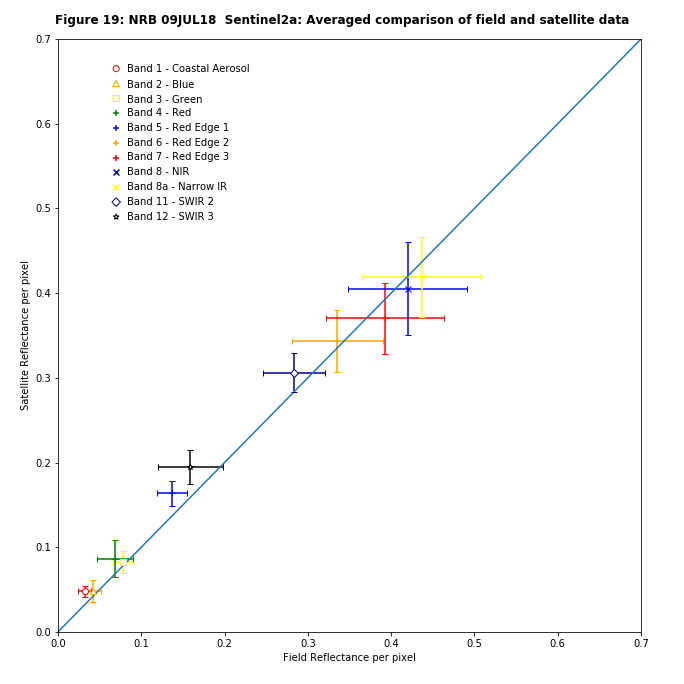 Figure 19: NRB 09JUL18  Sentinel2a: Averaged comparison of field and satellite data
0.7
0.6
0.5
0.4
0.3
0.2
0.1
0.0
Satellite Reflectance per pixel
Band 1 - Coastal Aerosol
Band 2 - Blue
Band 3 - Green
Band 4 - Red
Band 5 - Red Edge 1
Band 6 - Red Edge 2
Band 7 - Red Edge 3
Band 8 - NIR
Band 8a - Narrow IR
Band 11 - SWIR 2
Band 12 - SWIR 3
0.0 0.1 0.2 0.3 0.4 0.5 0.6 0.7
Field Reflectance per pixel